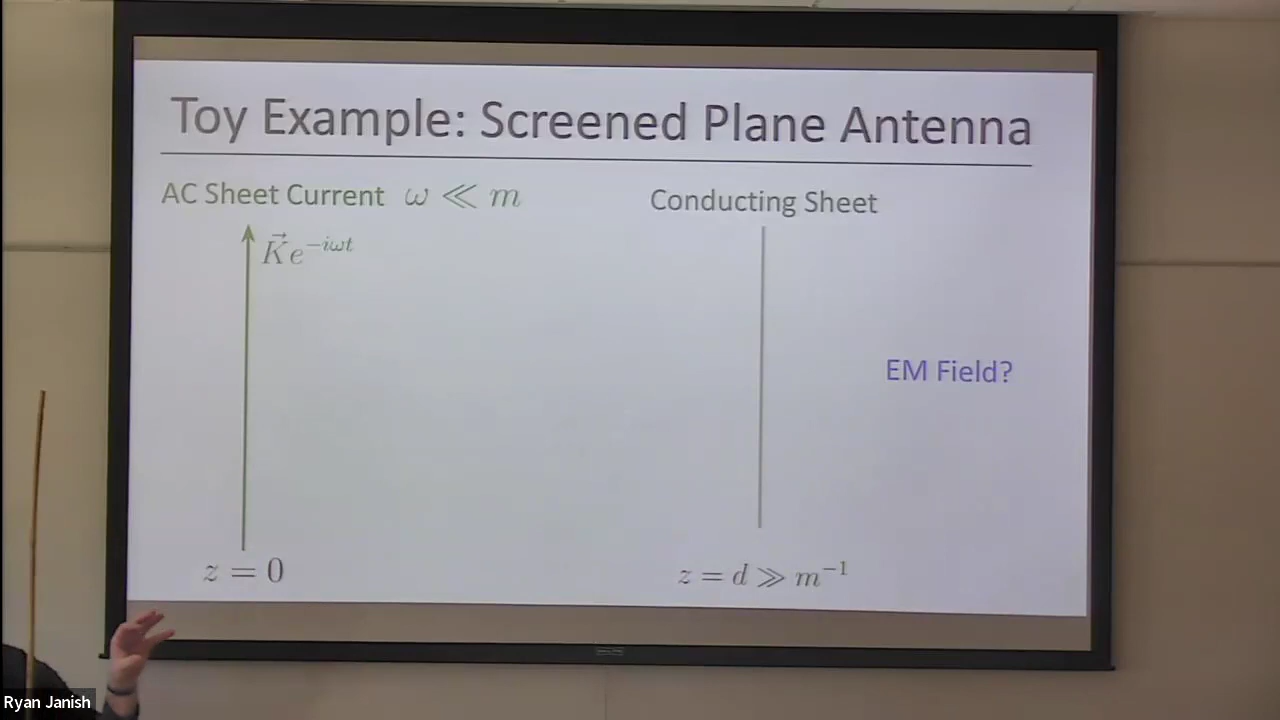 Toy Example: Screened Plane Antenna
AC Sheet Current ω ≪ m
Conducting Sheet
K⃗e^{-iωt}
EM Field?
z = 0
z = d ≫ m^{-1}
Ryan Janish